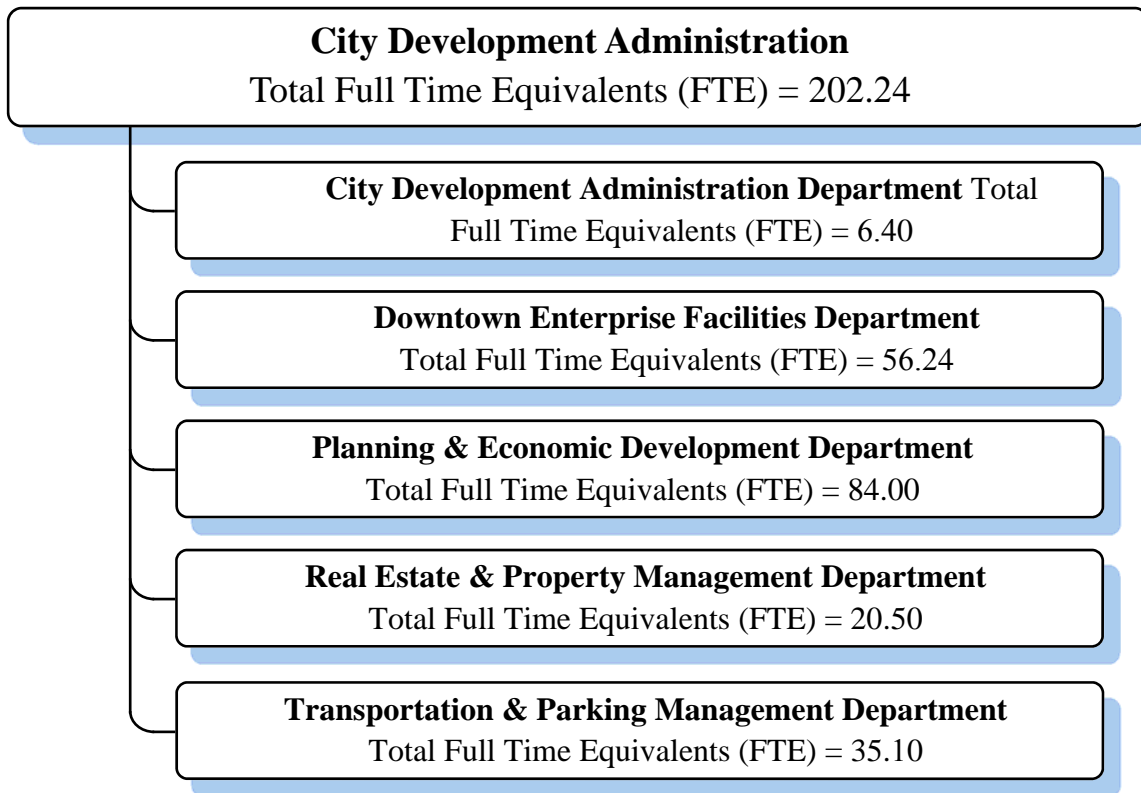 City Development Administration
Total Full Time Equivalents (FTE) = 202.24
City Development Administration Department Total
Full Time Equivalents (FTE) = 6.40
Downtown Enterprise Facilities Department
Total Full Time Equivalents (FTE) = 56.24
Planning & Economic Development Department
Total Full Time Equivalents (FTE) = 84.00
Real Estate & Property Management Department
Total Full Time Equivalents (FTE) = 20.50
Transportation & Parking Management Department
Total Full Time Equivalents (FTE) = 35.10